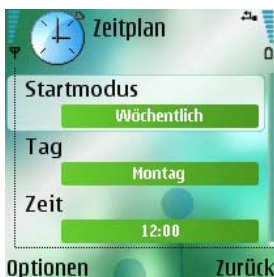 Zeitplan
Startmodus
Wöchentlich
Tag
Montag
Zeit
12:00
Optionen Zurück